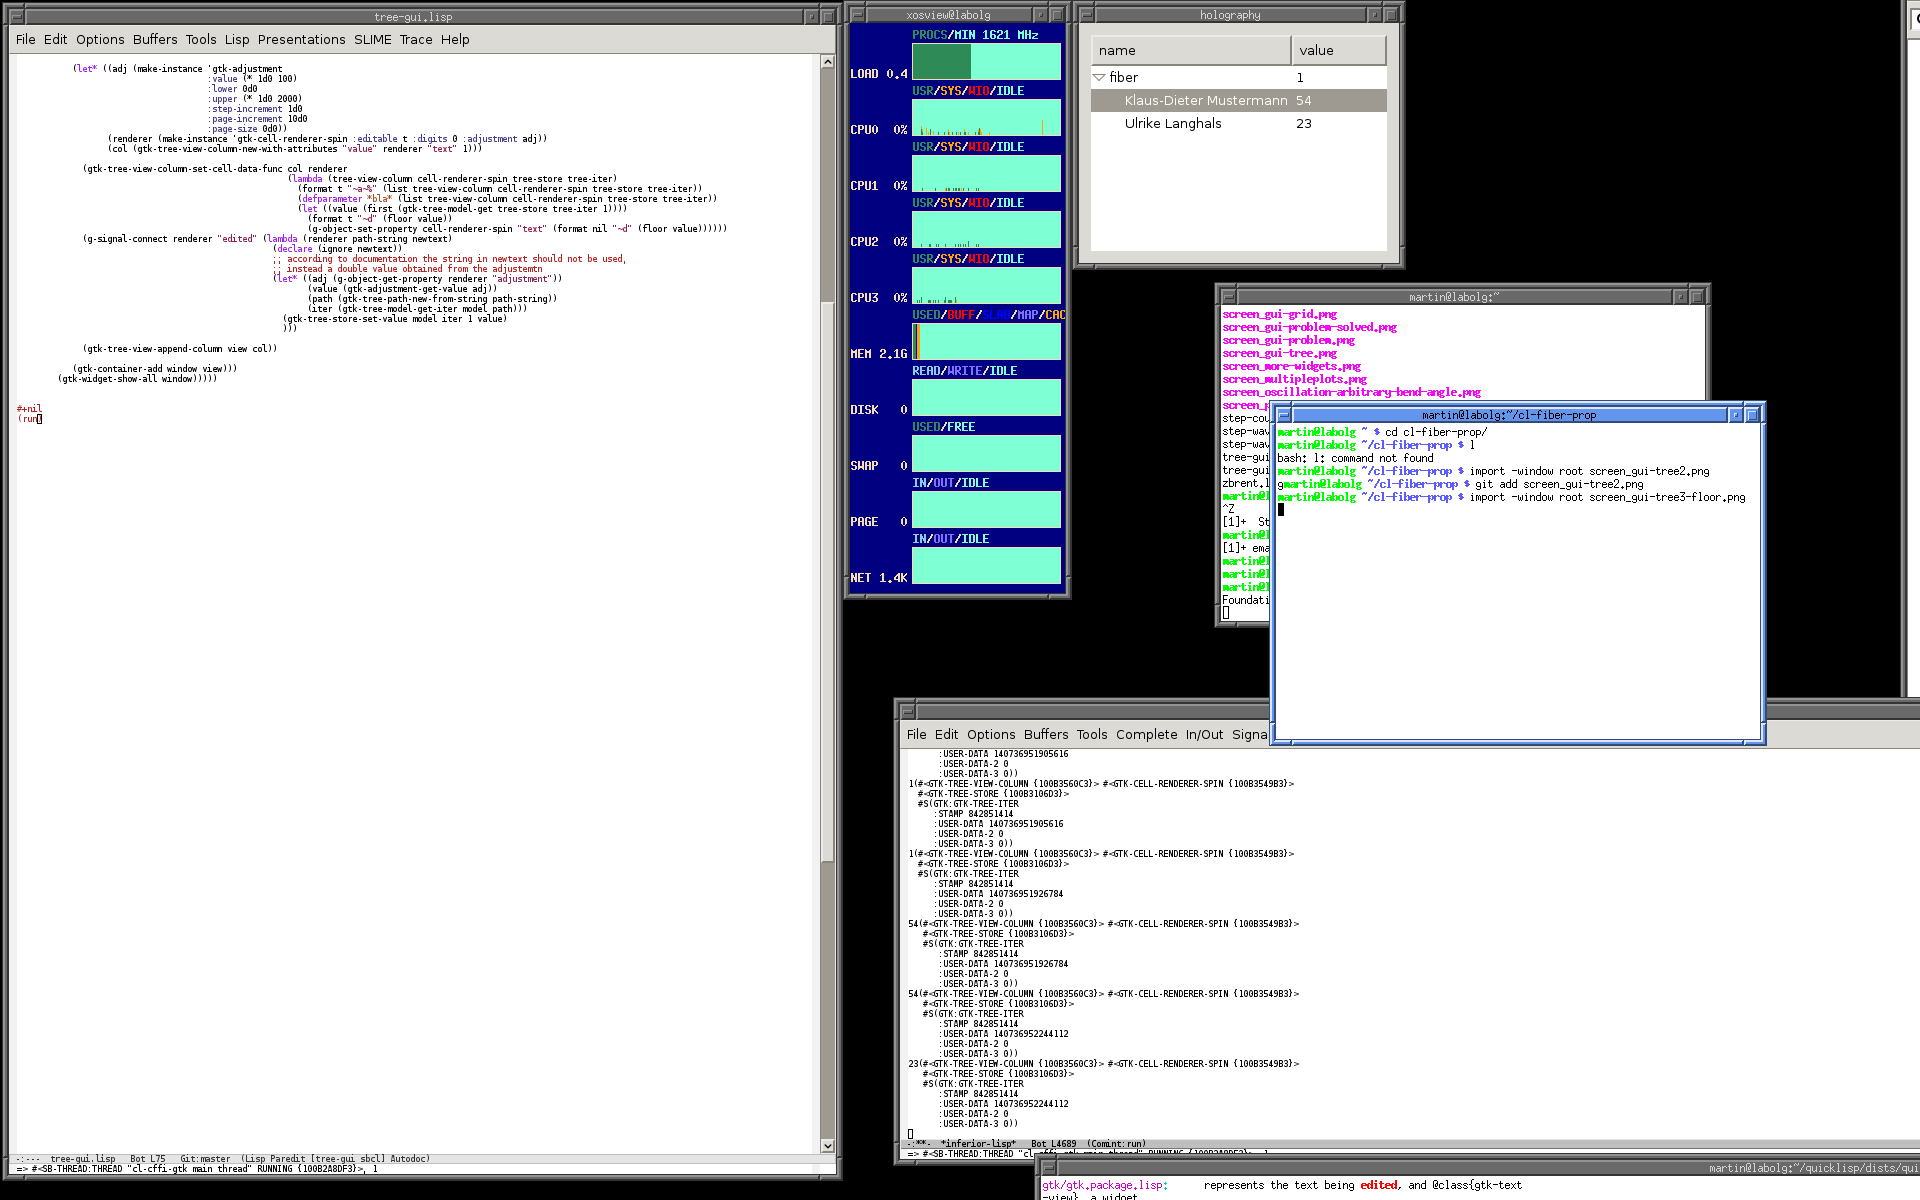 tree-gui.lisp
File Edit Options Buffers Tools Lisp Presentations SLIME Trace Help
(let* ((adj (make-instance 'gtk-adjustment
:value (* 1d0 100)
:lower 0d0
:upper (* 1d0 2000)
:step-increment 1d0
:page-increment 10d0
:page-size 0d0))
(renderer (make-instance 'gtk-cell-renderer-spin :editable t :digits 0 :adjustment adj))
(col (gtk-tree-view-column-new-with-attributes "value" renderer "text" 1)))
(gtk-tree-view-column-set-cell-data-func col renderer
(lambda (tree-view-column cell-renderer-spin tree-store tree-iter)
(format t "~a~%" (list tree-view-column cell-renderer-spin tree-store tree-iter))
(defparameter *bla* (list tree-view-column cell-renderer-spin tree-store tree-iter))
(let ((value (first (gtk-tree-model-get tree-store tree-iter 1))))
(format t "~d" (floor value))
(g-object-set-property cell-renderer-spin "text" (format nil "~d" (floor value))))))
(g-signal-connect renderer "edited" (lambda (renderer path-string newtext)
(declare (ignore newtext))
;; according to documentation the string in newtext should not be used,
;; instead a double value obtained from the adjustemtn
(let* ((adj (g-object-get-property renderer "adjustment"))
(value (gtk-adjustment-get-value adj))
(path (gtk-tree-path-new-from-string path-string))
(iter (gtk-tree-model-get-iter model path)))
(gtk-tree-store-set-value model iter 1 value)
)))
(gtk-tree-view-append-column view col))
(gtk-container-add window view)))
(gtk-widget-show-all window)))))
#+nil
(run)
-:--- tree-gui.lisp Bot L75 Git:master (Lisp Paredit [tree-gui sbcl] Autodoc)
=> #<SB-THREAD:THREAD "cl-cffi-gtk main thread" RUNNING {100B2A8DF3}>, 1
xosview@labolg
PROCS/MIN 1621 MHz
LOAD 0.4
USR/SYS/WIO/IDLE
CPU0 0%
USR/SYS/WIO/IDLE
CPU1 0%
USR/SYS/WIO/IDLE
CPU2 0%
USR/SYS/WIO/IDLE
CPU3 0%
USED/BUFF/SLAB/MAP/CAC
MEM 2.1G
READ/WRITE/IDLE
DISK 0
USED/FREE
SWAP 0
IN/OUT/IDLE
PAGE 0
IN/OUT/IDLE
NET 1.4K
holography
name value
fiber 1
Klaus-Dieter Mustermann 54
Ulrike Langhals 23
martin@labolg:~
screen_gui-grid.png
screen_gui-problem-solved.png
screen_gui-problem.png
screen_gui-tree.png
screen_more-widgets.png
screen_multipleplots.png
screen_oscillation-arbitrary-bend-angle.png
screen_p
step-cou
step-wav
step-wav
tree-gui
tree-gui
zbrent.l
martin@l
^Z
[1]+ St
martin@l
[1]+ ema
martin@l
martin@l
martin@l
Foundati
martin@labolg:~/cl-fiber-prop
martin@labolg ~ $ cd cl-fiber-prop/
martin@labolg ~/cl-fiber-prop $ l
bash: l: command not found
martin@labolg ~/cl-fiber-prop $ import -window root screen_gui-tree2.png
gmartin@labolg ~/cl-fiber-prop $ git add screen_gui-tree2.png
martin@labolg ~/cl-fiber-prop $ import -window root screen_gui-tree3-floor.png
File Edit Options Buffers Tools Complete In/Out Signa
:USER-DATA 140736951905616
:USER-DATA-2 0
:USER-DATA-3 0))
1(#<GTK-TREE-VIEW-COLUMN {100B3560C3}> #<GTK-CELL-RENDERER-SPIN {100B3549B3}>
#<GTK-TREE-STORE {100B3106D3}>
#S(GTK:GTK-TREE-ITER
:STAMP 842851414
:USER-DATA 140736951905616
:USER-DATA-2 0
:USER-DATA-3 0))
1(#<GTK-TREE-VIEW-COLUMN {100B3560C3}> #<GTK-CELL-RENDERER-SPIN {100B3549B3}>
#<GTK-TREE-STORE {100B3106D3}>
#S(GTK:GTK-TREE-ITER
:STAMP 842851414
:USER-DATA 140736951926784
:USER-DATA-2 0
:USER-DATA-3 0))
54(#<GTK-TREE-VIEW-COLUMN {100B3560C3}> #<GTK-CELL-RENDERER-SPIN {100B3549B3}>
#<GTK-TREE-STORE {100B3106D3}>
#S(GTK:GTK-TREE-ITER
:STAMP 842851414
:USER-DATA 140736951926784
:USER-DATA-2 0
:USER-DATA-3 0))
54(#<GTK-TREE-VIEW-COLUMN {100B3560C3}> #<GTK-CELL-RENDERER-SPIN {100B3549B3}>
#<GTK-TREE-STORE {100B3106D3}>
#S(GTK:GTK-TREE-ITER
:STAMP 842851414
:USER-DATA 140736952244112
:USER-DATA-2 0
:USER-DATA-3 0))
23(#<GTK-TREE-VIEW-COLUMN {100B3560C3}> #<GTK-CELL-RENDERER-SPIN {100B3549B3}>
#<GTK-TREE-STORE {100B3106D3}>
#S(GTK:GTK-TREE-ITER
:STAMP 842851414
:USER-DATA 140736952244112
:USER-DATA-2 0
:USER-DATA-3 0))
-:**- *inferior-lisp* Bot L4689 (Comint:run)
=> #<SB-THREAD:THREAD "cl-cffi-gtk main thread" RUNNING {100B2A8DF3}>, 1
martin@labolg:~/quicklisp/dists/qui
gtk/gtk.package.lisp: represents the text being edited, and @class{gtk-text
-view}, a widget